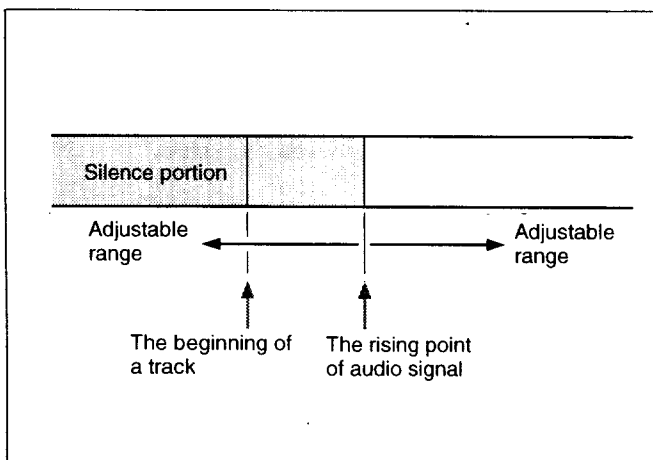 Silence portion
Adjustable
range
Adjustable
range
The beginning of
a track
The rising point
of audio signal